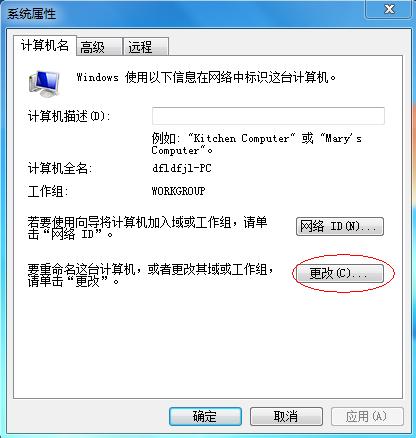 系统属性
计算机名 高级 远程
Windows 使用以下信息在网络中标识这台计算机。
计算机描述(D):
例如: "Kitchen Computer" 或 "Mary's
Computer"。
计算机全名: dfldfjl-PC
工作组: WORKGROUP
若要使用向导将计算机加入域或工作组，请单
击“网络 ID”。
网络 ID(N)...
要重命名这台计算机，或者更改其域或工作组，
请单击“更改”。
更改(C)...
确定 取消 应用(A)